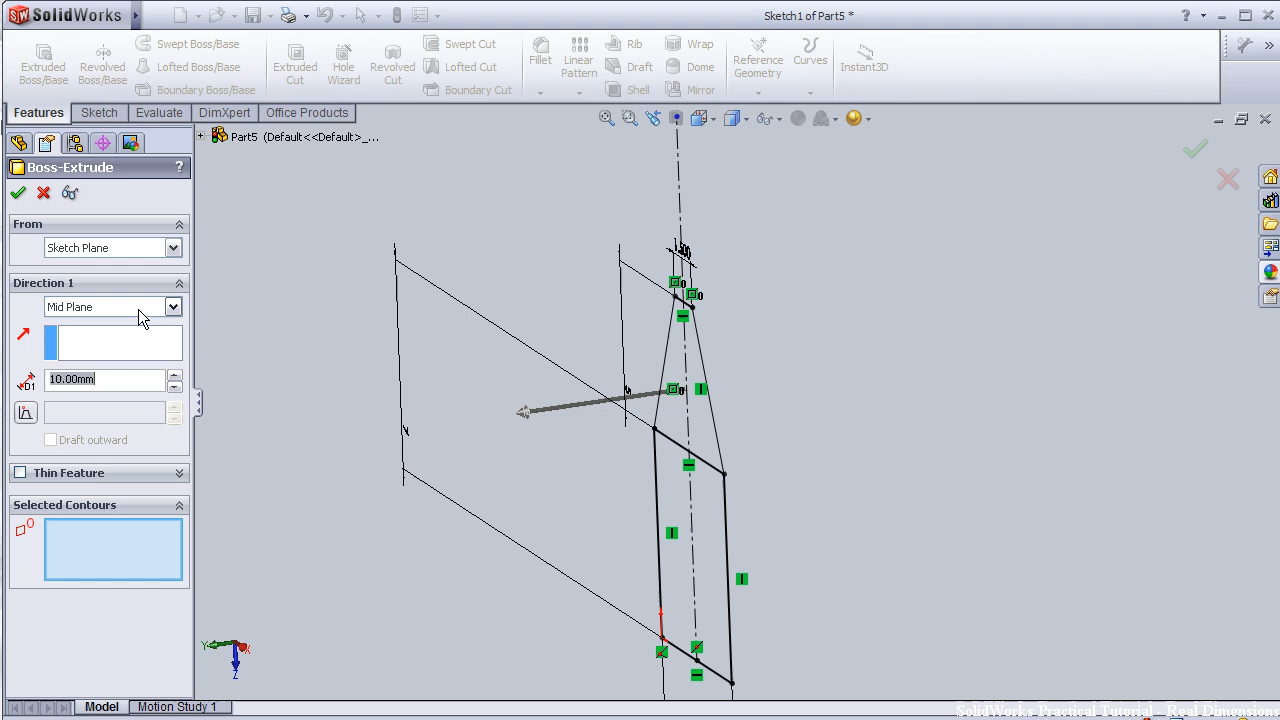 SolidWorks
Sketch1 of Part5 *
?
Extruded Boss/Base
Revolved Boss/Base
Swept Boss/Base
Lofted Boss/Base
Boundary Boss/Base
Extruded Cut
Hole Wizard
Revolved Cut
Swept Cut
Lofted Cut
Boundary Cut
Fillet
Linear Pattern
Rib
Draft
Shell
Wrap
Dome
Mirror
Reference Geometry
Curves
Instant3D
Features
Sketch
Evaluate
DimXpert
Office Products
Part5 (Default<<Default>_...
Boss-Extrude
?
From
Sketch Plane
Direction 1
Mid Plane
D1
10.00mm
Draft outward
Thin Feature
Selected Contours
0
0
0
Y
X
Z
Model
Motion Study 1
SolidWorks Practical Tutorial - Real Dimensions